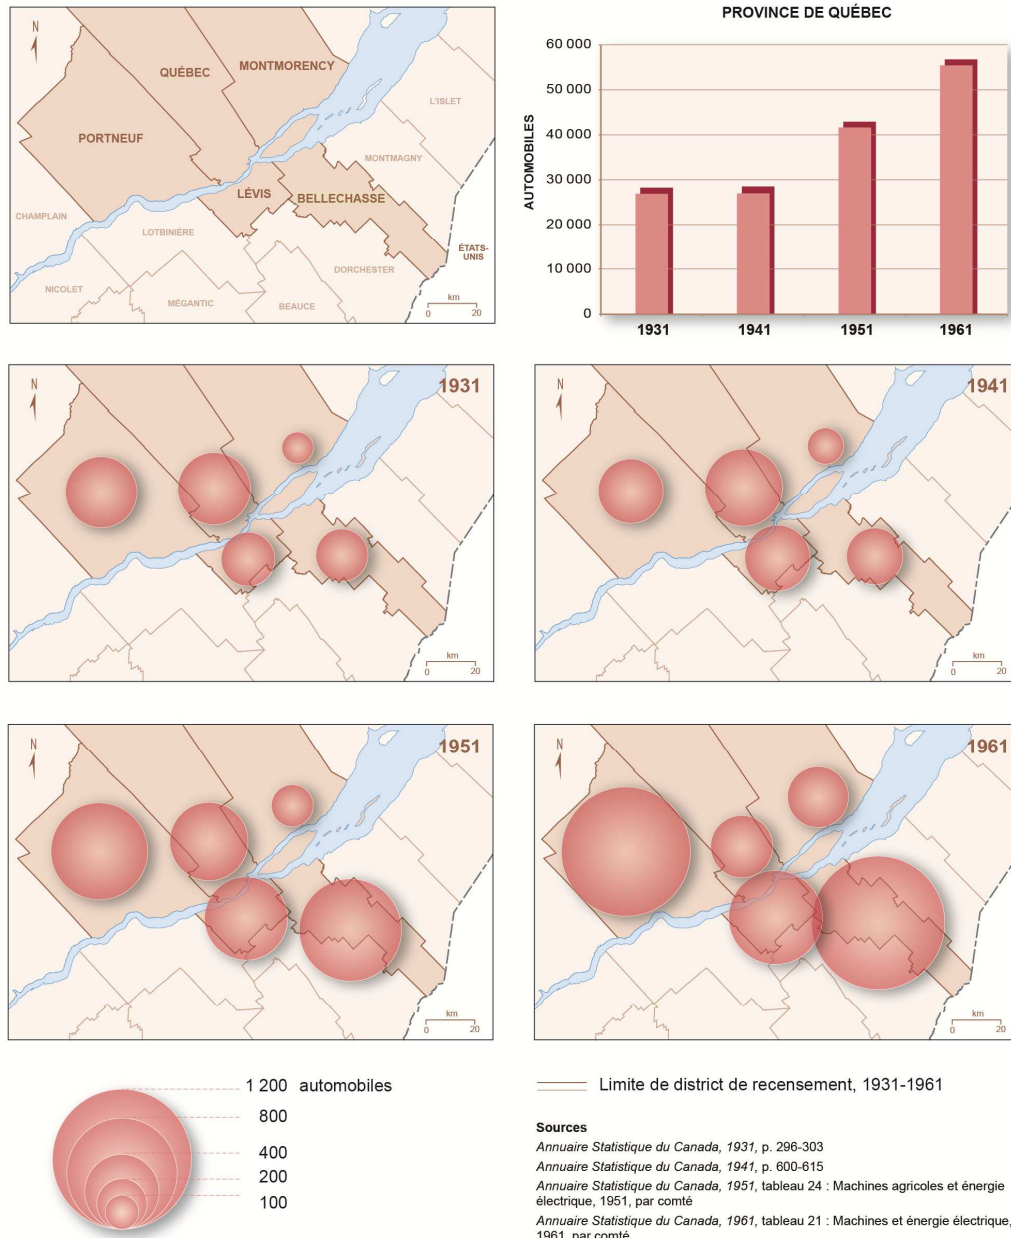 N
QUÉBEC
MONTMORENCY
PORTNEUF
L'ISLET
MONTMAGNY
LÉVIS
BELLECHASSE
CHAMPLAIN
LOTBINIÈRE
ÉTATS-
UNIS
DORCHESTER
NICOLET
MÉGANTIC
BEAUCE
km
0 20
PROVINCE DE QUÉBEC
AUTOMOBILES
60 000
50 000
40 000
30 000
20 000
10 000
0
1931 1941 1951 1961
N
1931
km
0 20
N
1941
km
0 20
N
1951
km
0 20
N
1961
km
0 20
1 200 automobiles
800
400
200
100
Limite de district de recensement, 1931-1961
Sources
Annuaire Statistique du Canada, 1931, p. 296-303
Annuaire Statistique du Canada, 1941, p. 600-615
Annuaire Statistique du Canada, 1951, tableau 24 : Machines agricoles et énergie
électrique, 1951, par comté
Annuaire Statistique du Canada, 1961, tableau 21 : Machines et énergie électrique,
1961, par comté